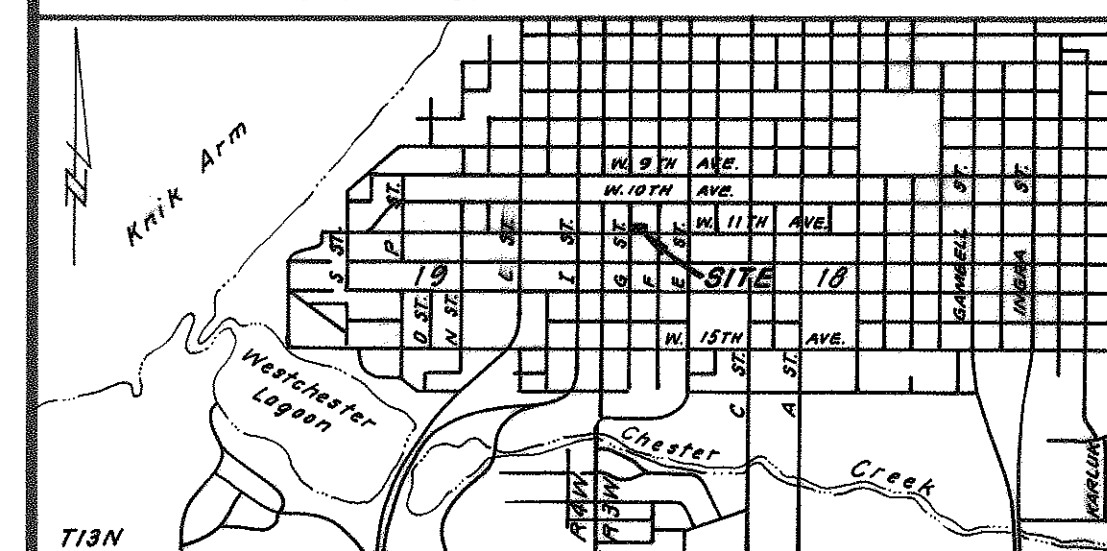 Knik Arm
W. 9TH AVE.
W. 10TH AVE.
W. 11TH AVE.
S ST.
P ST.
L ST.
I ST.
G ST.
F
E ST.
GAMBELL ST.
INGRA ST.
19
SITE
18
O ST.
N ST.
W. 15TH AVE.
C ST.
A ST.
Westchester
Lagoon
Chester Creek
R4W
R3W
KARLUK
T13N